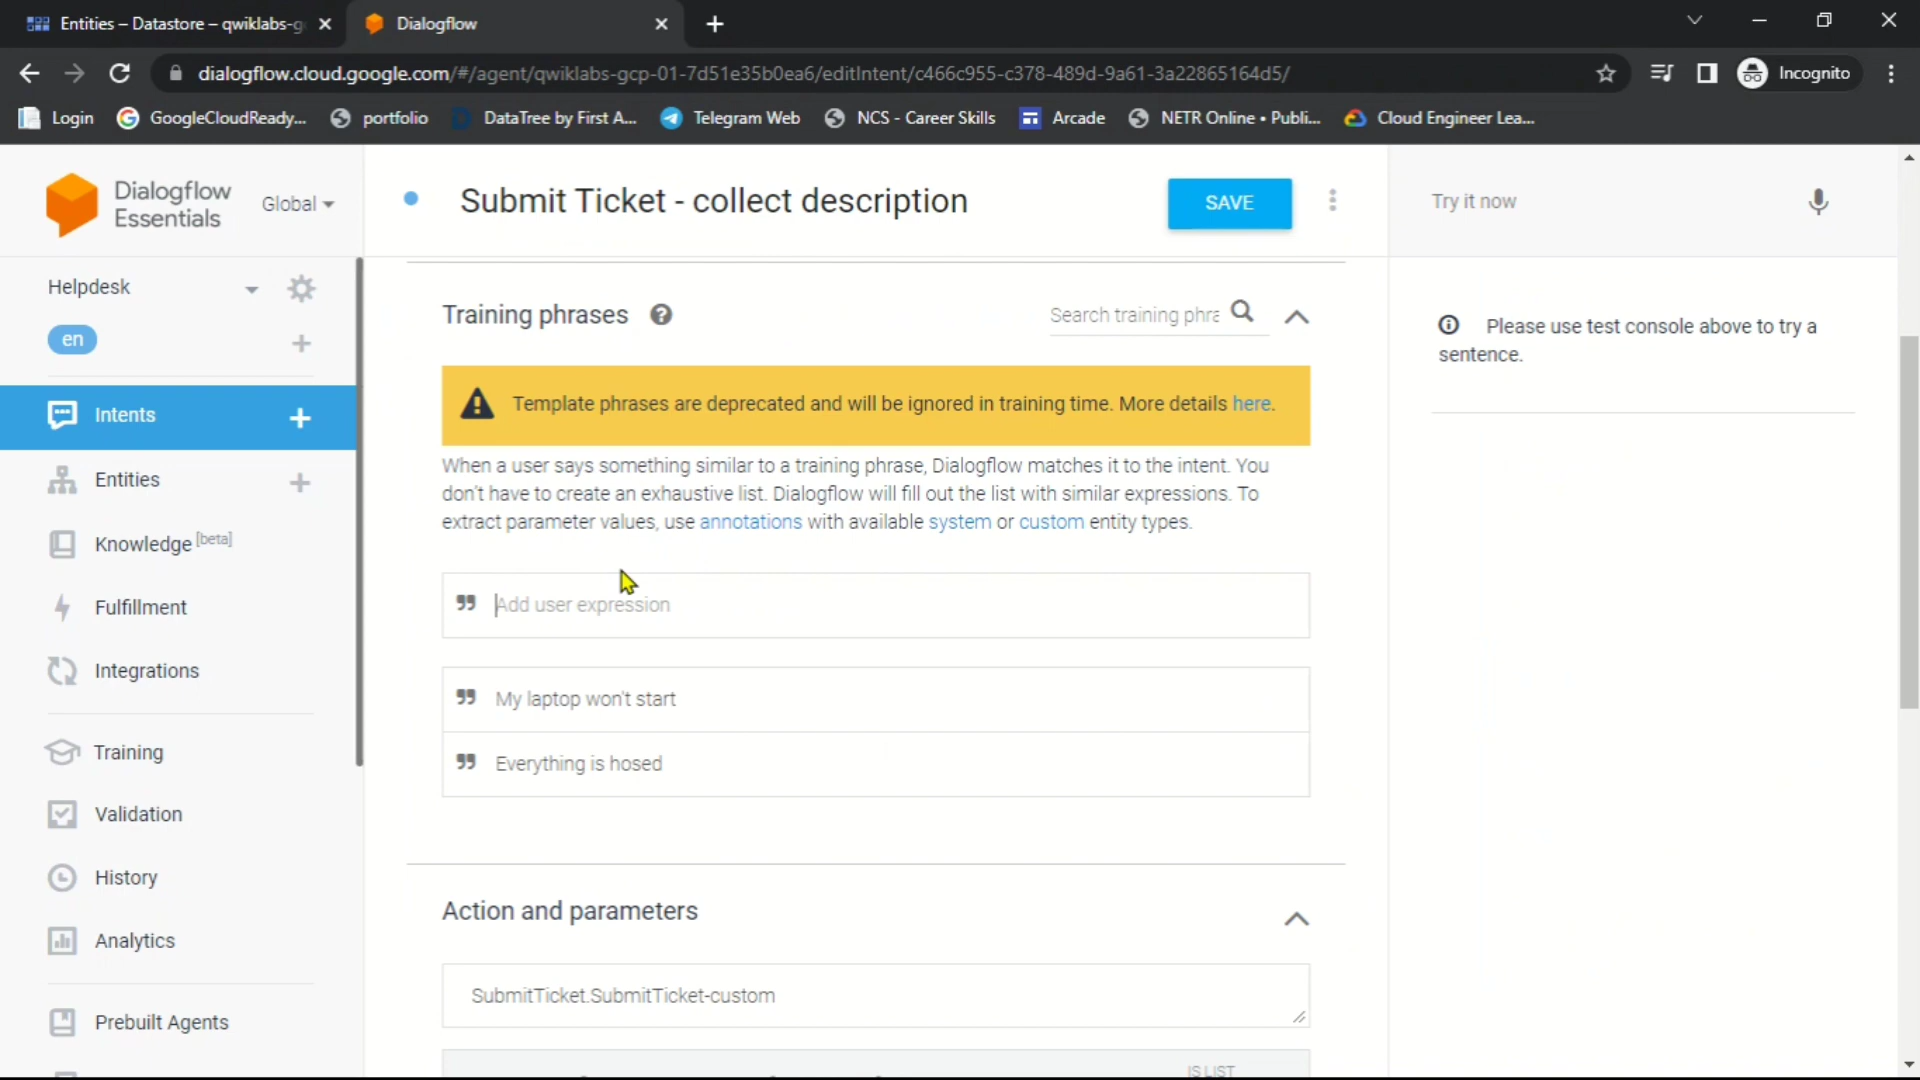 Entities – Datastore – qwiklabs-g
Dialogflow
dialogflow.cloud.google.com/#/agent/qwiklabs-gcp-01-7d51e35b0ea6/editIntent/c466c955-c378-489d-9a61-3a22865164d5/
Incognito
Login
GoogleCloudReady...
portfolio
DataTree by First A...
Telegram Web
NCS - Career Skills
Arcade
NETR Online • Publi...
Cloud Engineer Lea...
Dialogflow
Essentials
Global
Submit Ticket - collect description
SAVE
Try it now
Helpdesk
en
Intents
Entities
Knowledge [beta]
Fulfillment
Integrations
Training
Validation
History
Analytics
Prebuilt Agents
Training phrases
Search training phra
Template phrases are deprecated and will be ignored in training time. More details here.
When a user says something similar to a training phrase, Dialogflow matches it to the intent. You
don't have to create an exhaustive list. Dialogflow will fill out the list with similar expressions. To
extract parameter values, use annotations with available system or custom entity types.
Add user expression
My laptop won't start
Everything is hosed
Action and parameters
SubmitTicket.SubmitTicket-custom
IS LIST
Please use test console above to try a
sentence.